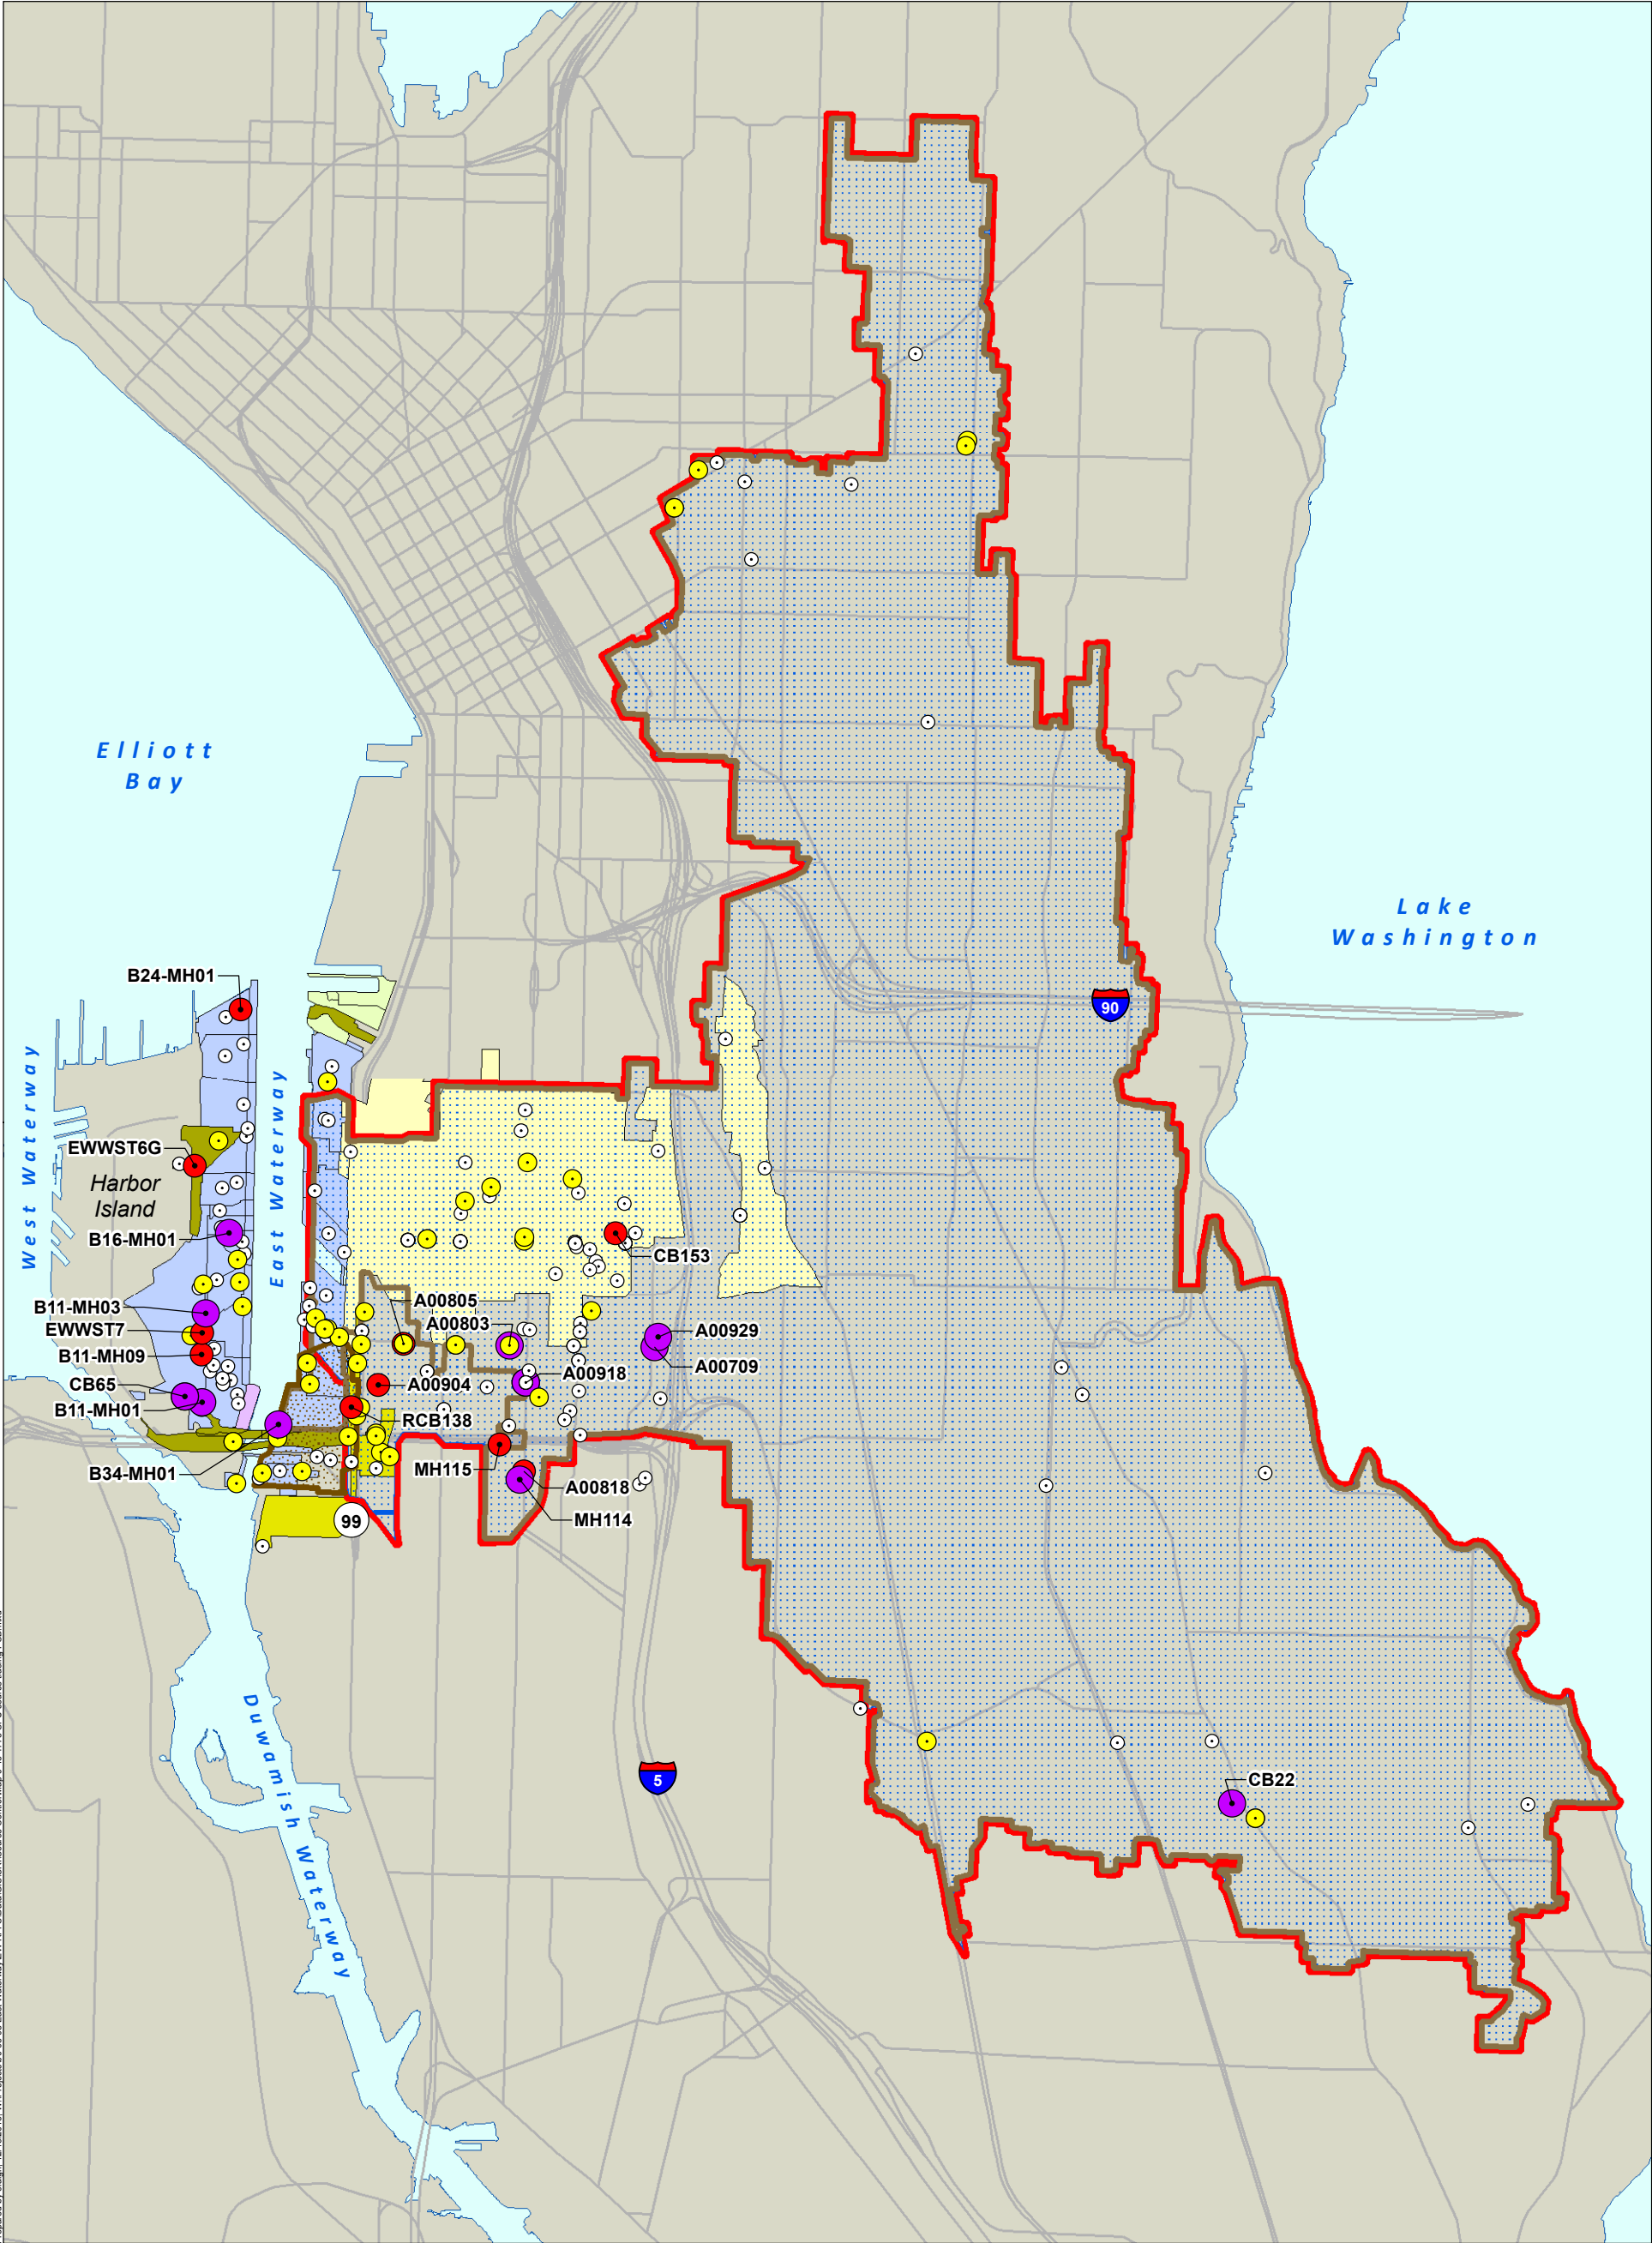 Elliott
Bay
Lake
Washington
90
B24-MH01
West Waterway
East Waterway
EWWST6G
Harbor
Island
B16-MH01
CB153
B11-MH03
EWWST7
B11-MH09
CB65
B11-MH01
B34-MH01
A00805
A00803
A00929
A00709
A00918
A00904
RCB138
MH115
A00818
MH114
99
Duwamish Waterway
5
CB22